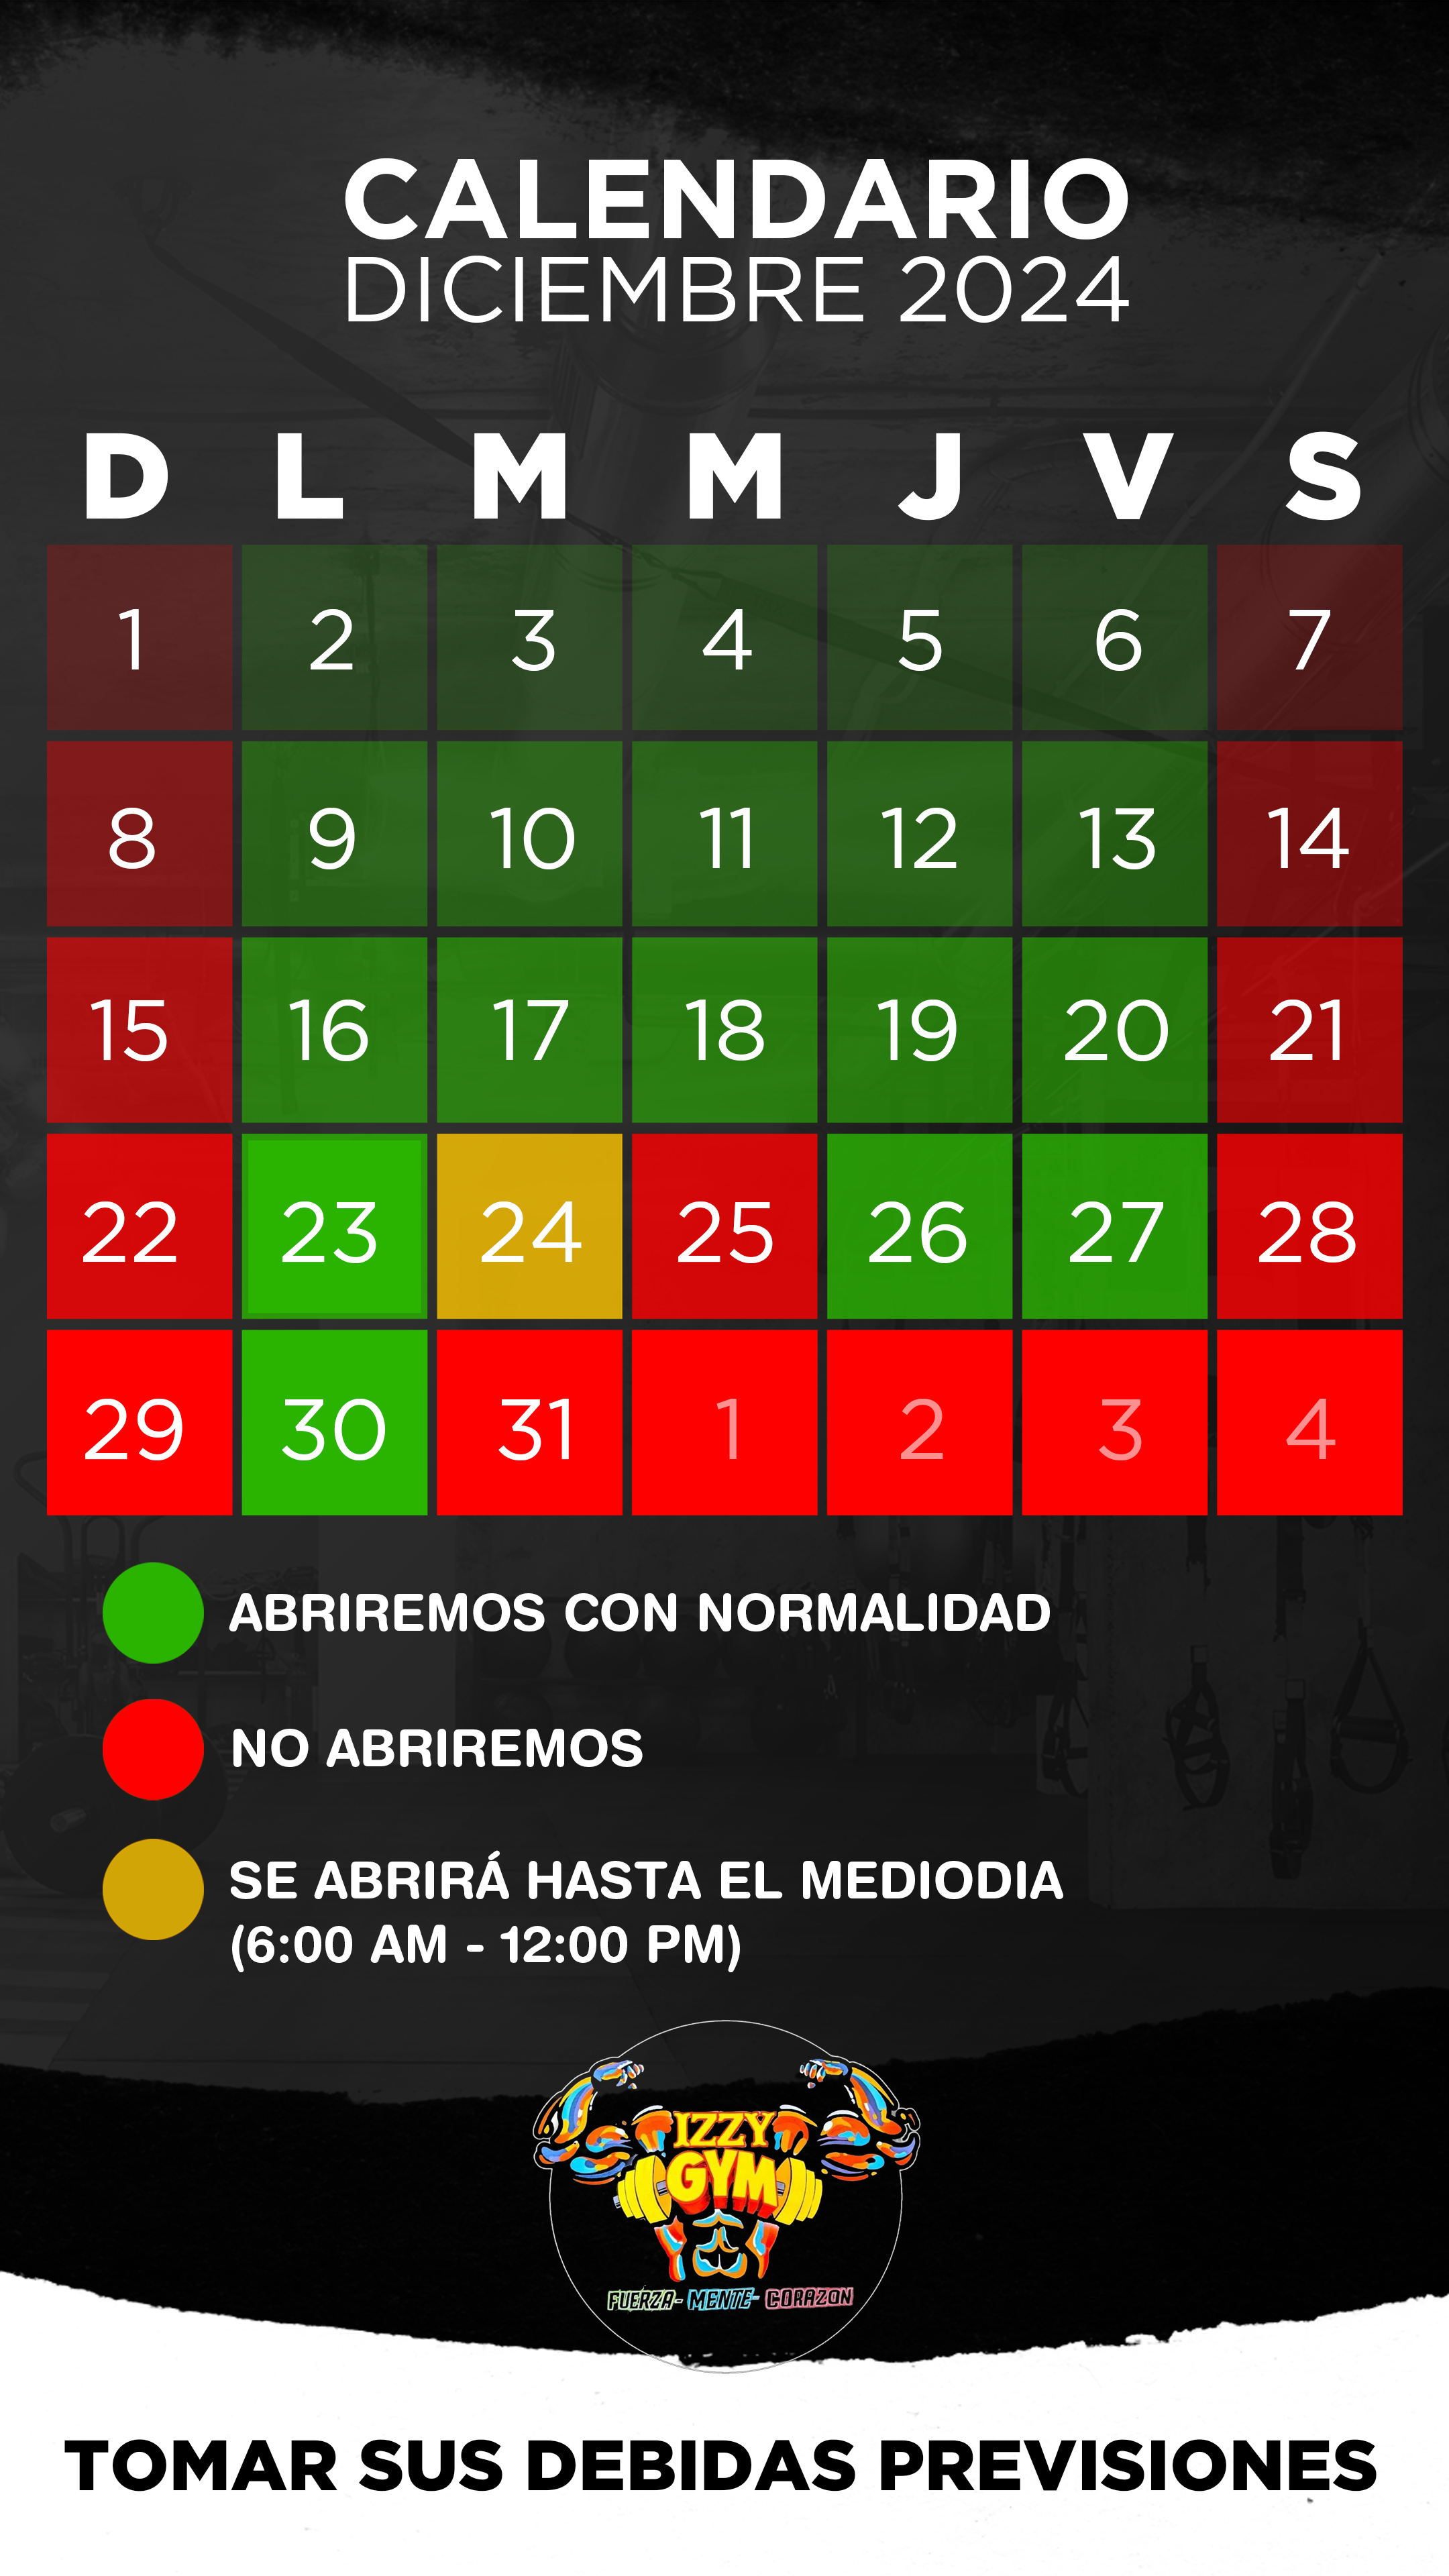 CALENDARIO
DICIEMBRE 2024
D L M M J V S
1 2 3 4 5 6 7
8 9 10 11 12 13 14
15 16 17 18 19 20 21
22 23 24 25 26 27 28
29 30 31 1 2 3 4
ABRIREMOS CON NORMALIDAD
NO ABRIREMOS
SE ABRIRÁ HASTA EL MEDIODIA
(6:00 AM - 12:00 PM)
IZZY
GYM
FUERZA- MENTE- CORAZON
TOMAR SUS DEBIDAS PREVISIONES